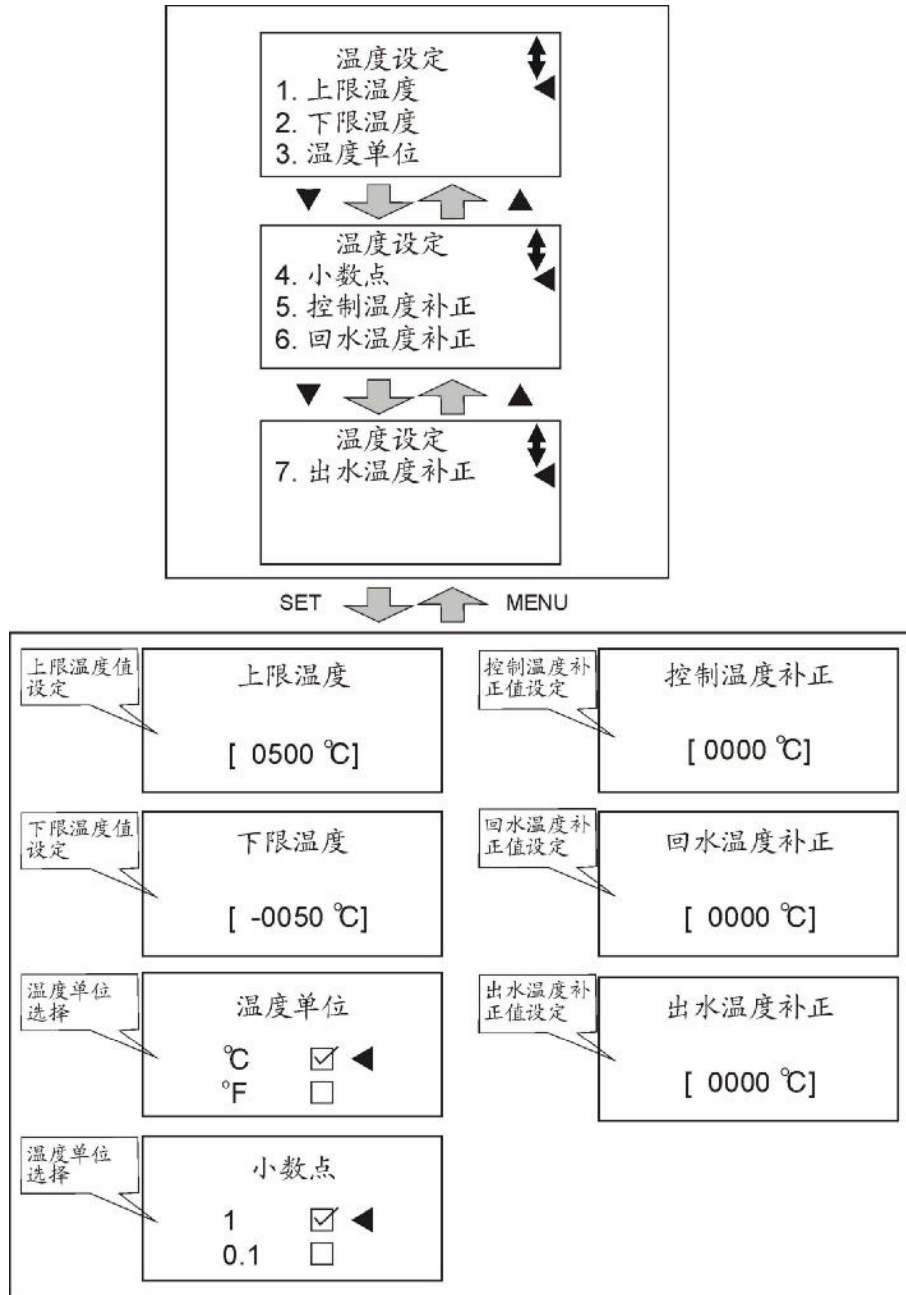 温度设定
1. 上限温度
2. 下限温度
3. 温度单位
温度设定
4. 小数点
5. 控制温度补正
6. 回水温度补正
温度设定
7. 出水温度补正
SET MENU
上限温度值
设定
上限温度
[ 0500 ℃]
下限温度值
设定
下限温度
[ -0050 ℃]
温度单位
选择
温度单位
℃
°F
温度单位
选择
小数点
1
0.1
控制温度补
正值设定
控制温度补正
[ 0000 ℃]
回水温度补
正值设定
回水温度补正
[ 0000 ℃]
出水温度补
正值设定
出水温度补正
[ 0000 ℃]